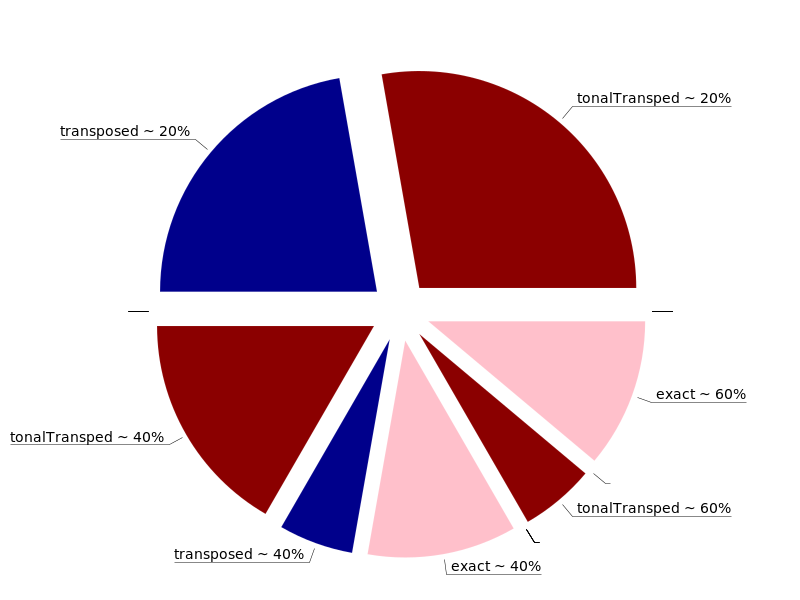 tonalTransped ~ 20%
transposed ~ 20%
exact ~ 60%
tonalTransped ~ 40%
tonalTransped ~ 60%
transposed ~ 40%
exact ~ 40%